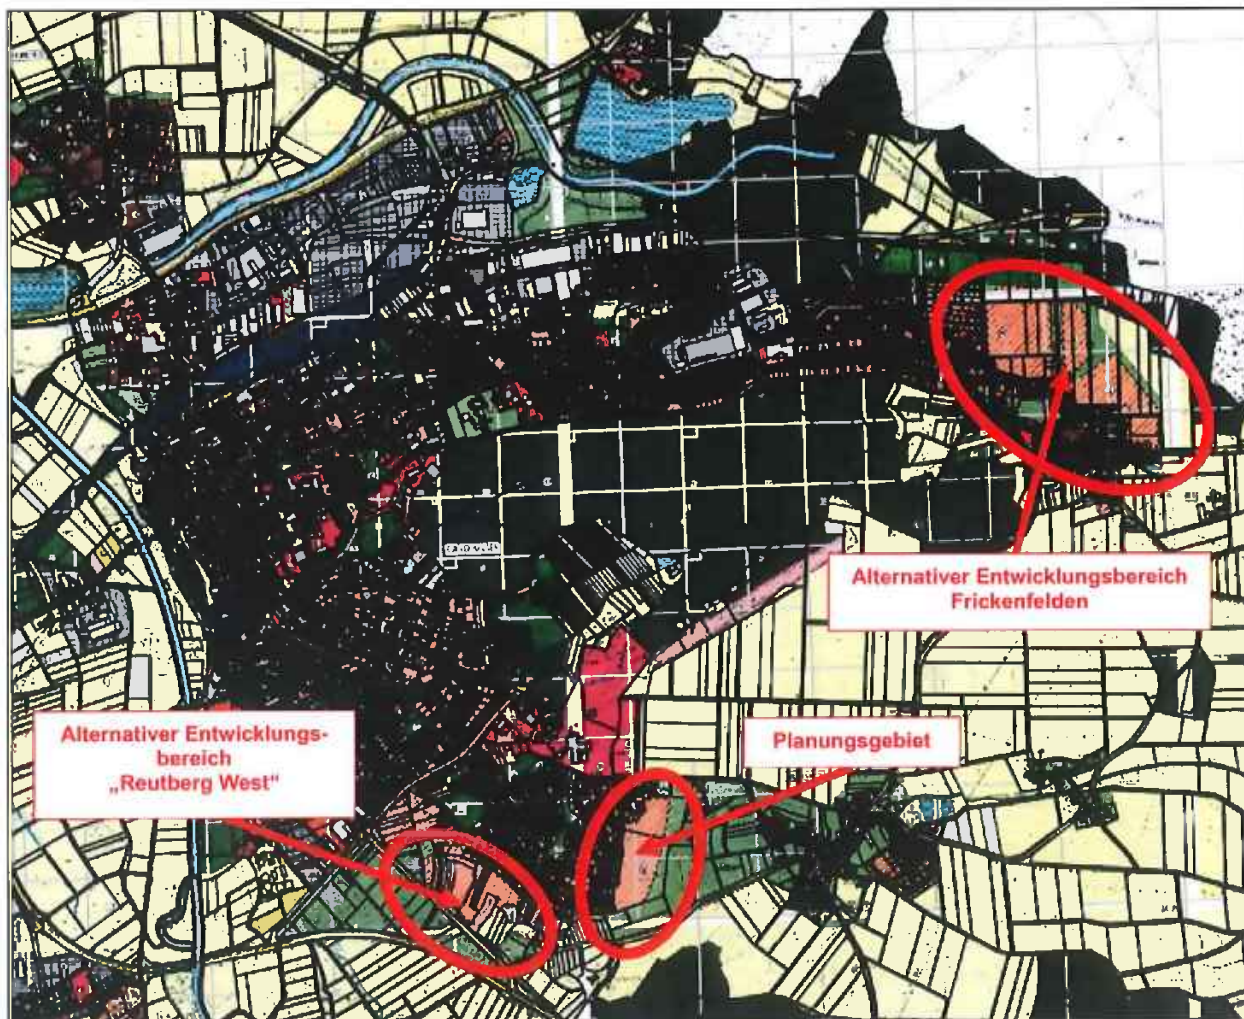 Alternativer Entwicklungsbereich
Frickenfelden
Alternativer Entwicklungs-
bereich
„Reutberg West“
Planungsgebiet